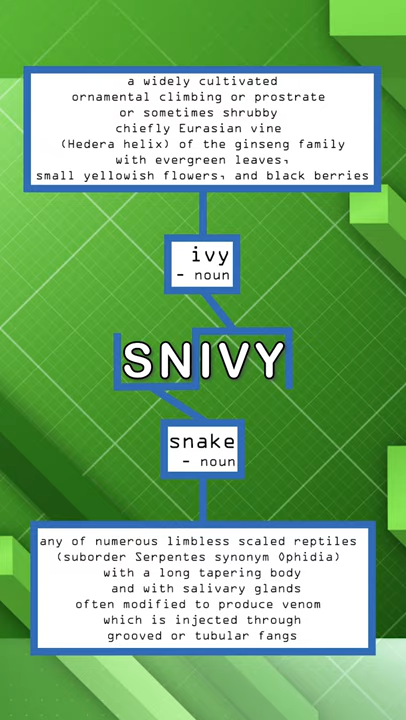 a widely cultivated
ornamental climbing or prostrate
or sometimes shrubby
chiefly Eurasian vine
(Hedera helix) of the ginseng family
with evergreen leaves,
small yellowish flowers, and black berries
ivy
- noun
SNIVY
snake
- noun
any of numerous limbless scaled reptiles
(suborder Serpentes synonym Ophidia)
with a long tapering body
and with salivary glands
often modified to produce venom
which is injected through
grooved or tubular fangs